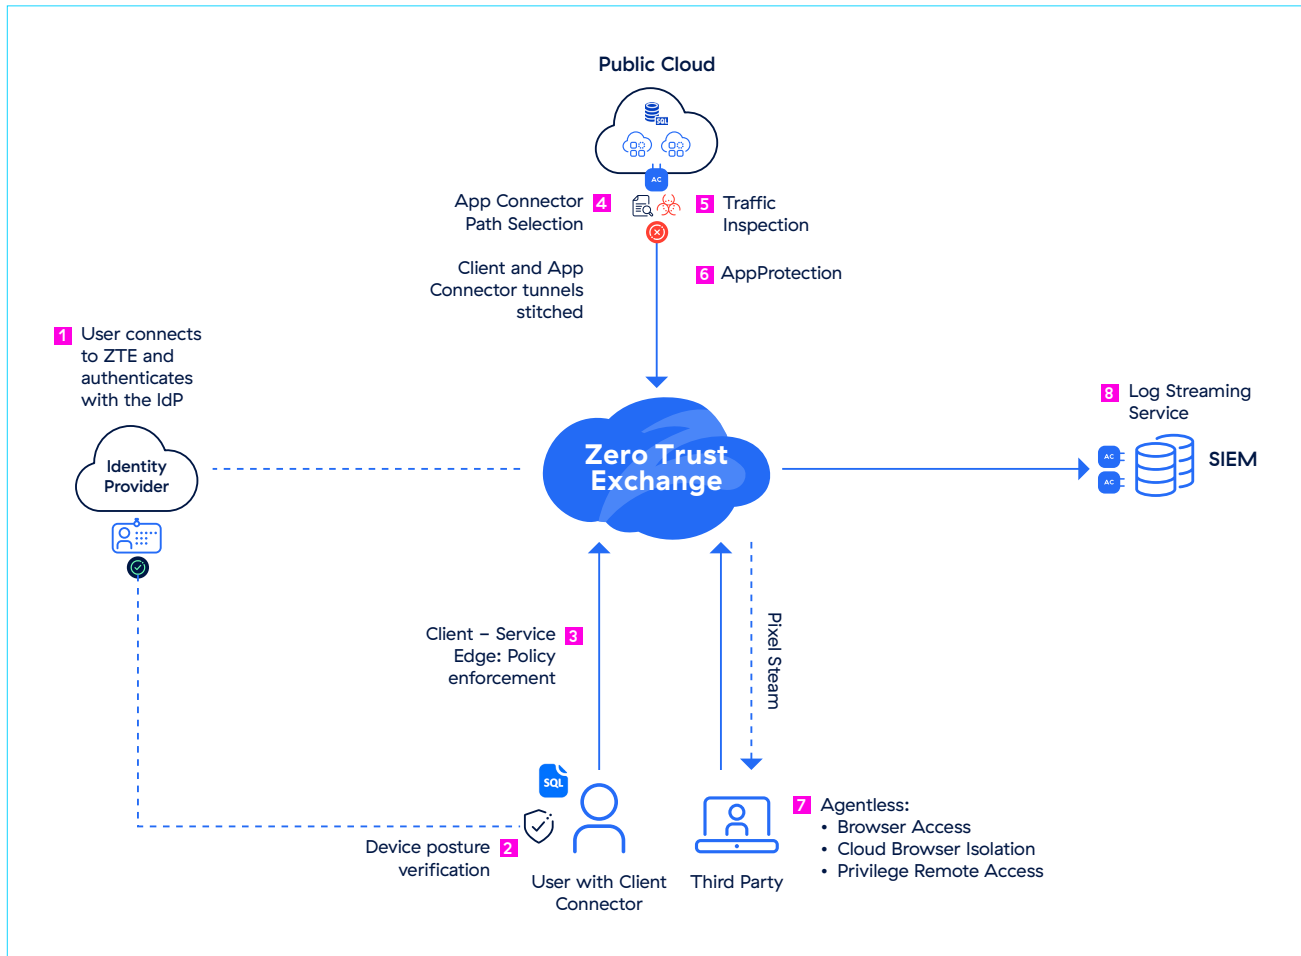 Public Cloud
SQL
AC
App Connector
Path Selection
4
5
Traffic
Inspection
Client and App
Connector tunnels
stitched
6
AppProtection
1
User connects
to ZTE and
authenticates
with the IdP
Identity
Provider
Zero Trust
Exchange
8
Log Streaming
Service
AC
AC
SIEM
Client – Service
Edge: Policy
enforcement
3
Pixel Steam
SQL
Device posture
verification
2
User with Client
Connector
Third Party
7
Agentless:
• Browser Access
• Cloud Browser Isolation
• Privilege Remote Access